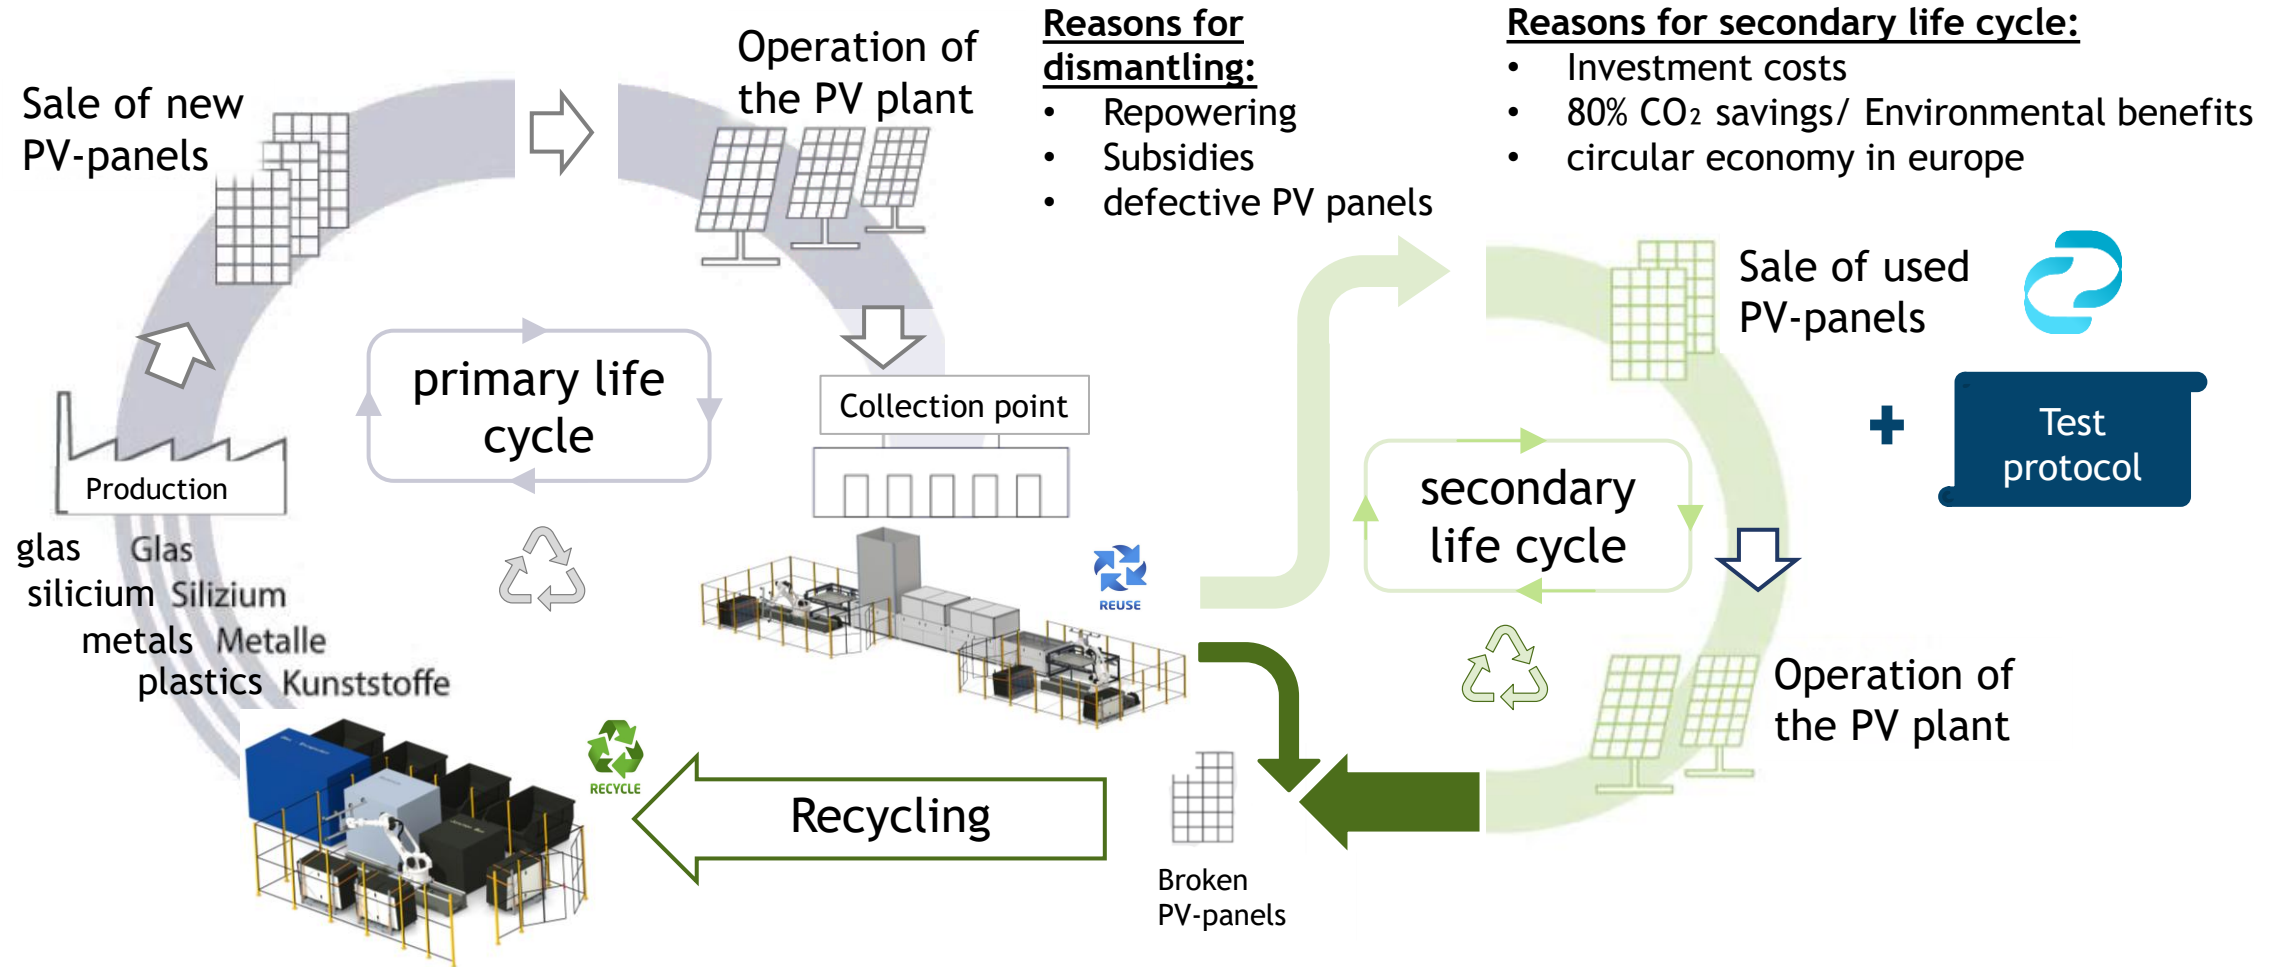 Sale of new
PV-panels
Operation of
the PV plant
Reasons for
dismantling:
• Repowering
• Subsidies
• defective PV panels
Reasons for secondary life cycle:
• Investment costs
• 80% CO₂ savings/ Environmental benefits
• circular economy in europe
primary life
cycle
Collection point
Production
glas Glas
silicium Silizium
metals Metalle
plastics Kunststoffe
REUSE
RECYCLE
Recycling
Broken
PV-panels
Sale of used
PV-panels
Test
protocol
secondary
life cycle
Operation of
the PV plant